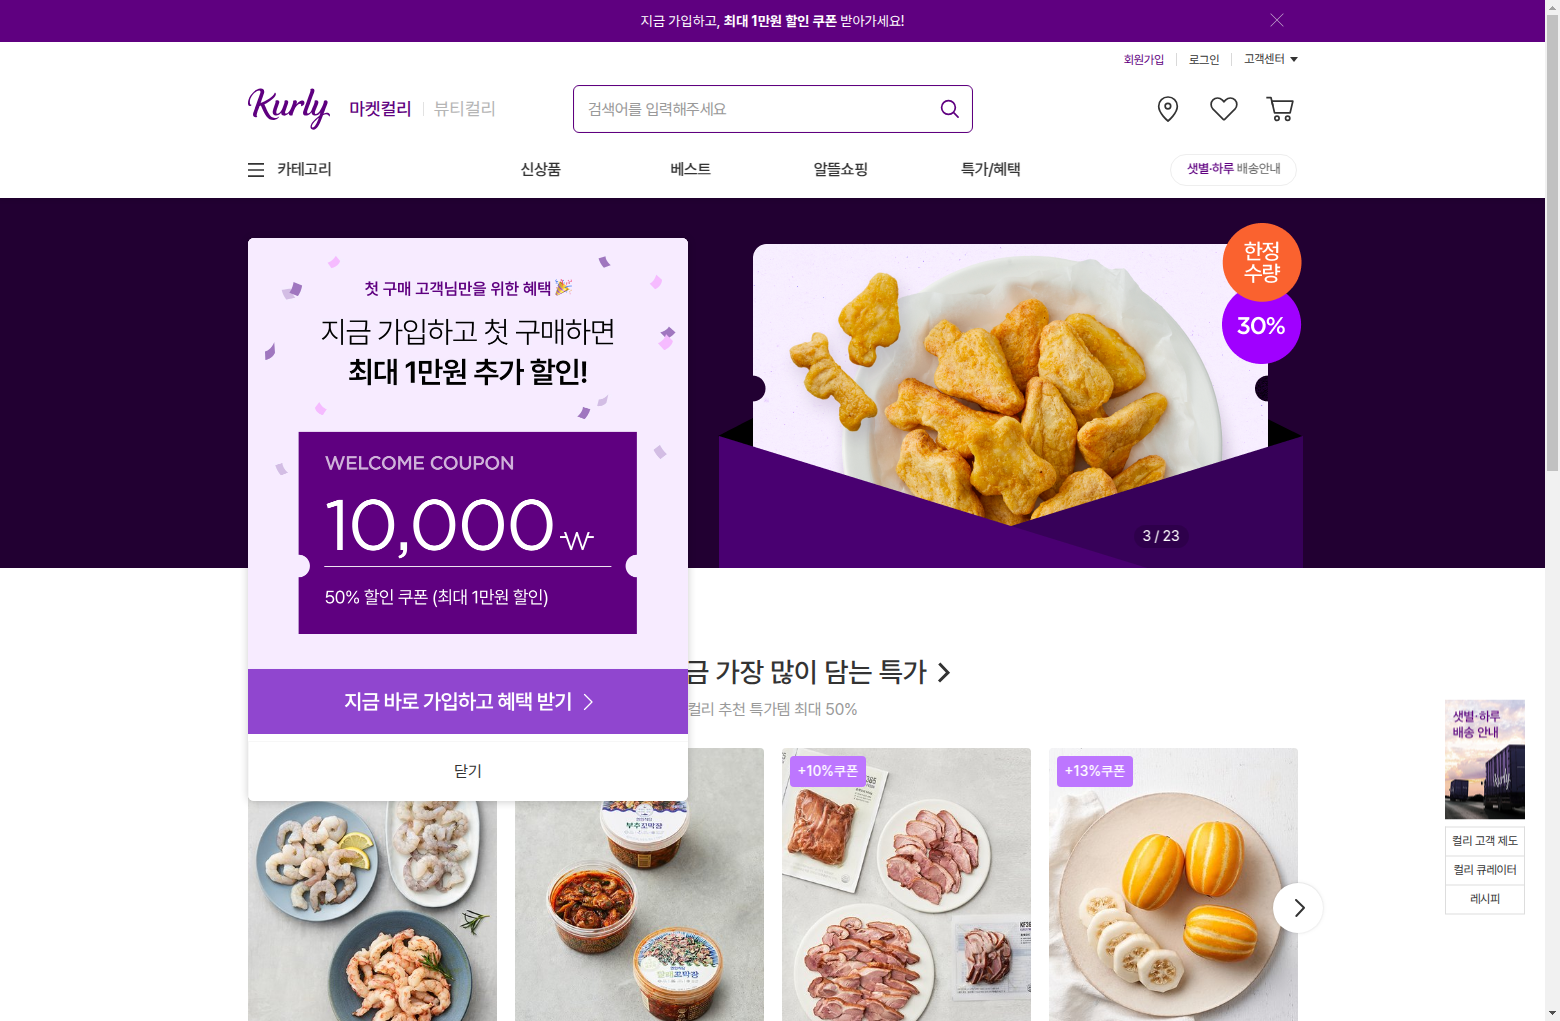 지금 가입하고, 최대 1만원 할인 쿠폰 받아가세요!
회원가입
로그인
고객센터
Kurly
마켓컬리
뷰티컬리
검색어를 입력해주세요
카테고리
신상품
베스트
알뜰쇼핑
특가/혜택
샛별·하루 배송안내
첫 구매 고객님만을 위한 혜택
지금 가입하고 첫 구매하면
최대 1만원 추가 할인!
WELCOME COUPON
10,000₩
50% 할인 쿠폰 (최대 1만원 할인)
지금 바로 가입하고 혜택 받기
닫기
한정
수량
30%
3 / 23
금 가장 많이 담는 특가
컬리 추천 특가템 최대 50%
+10%쿠폰
+13%쿠폰
부추꼬막장
꼬막장
샛별·하루
배송 안내
Kurly
컬리 고객 제도
컬리 큐레이터
레시피